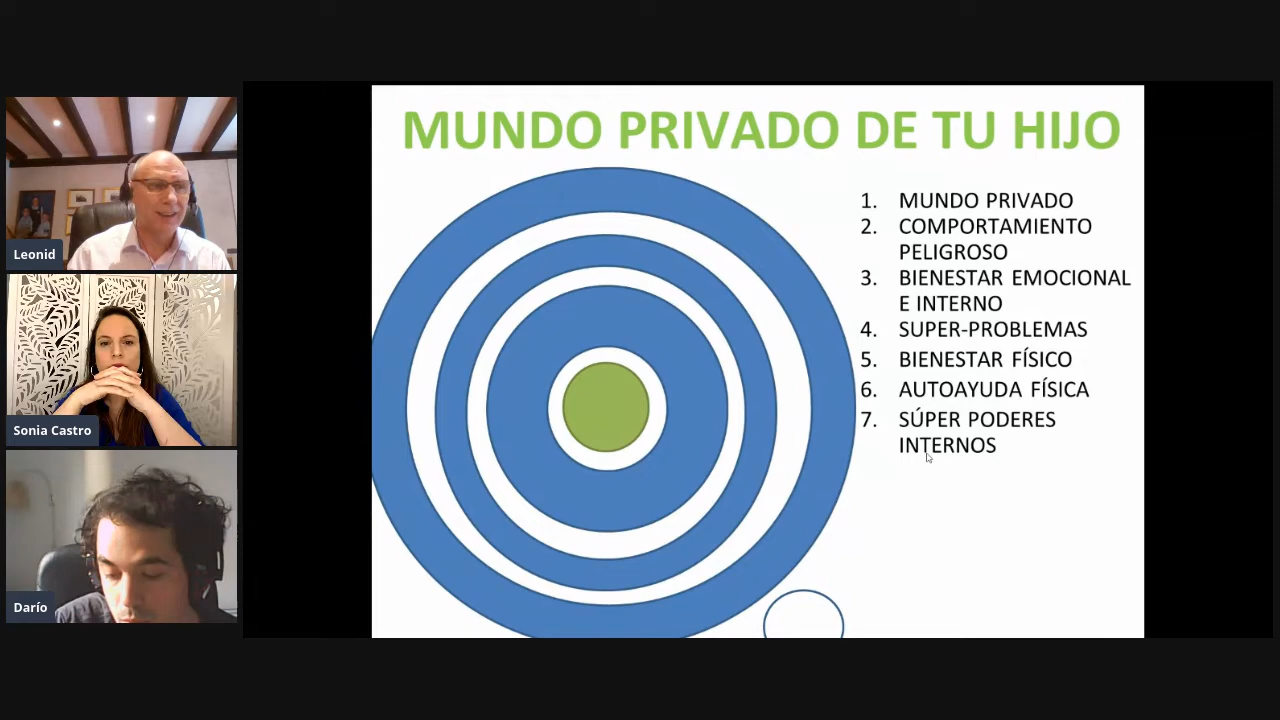 MUNDO PRIVADO DE TU HIJO
1. MUNDO PRIVADO
2. COMPORTAMIENTO
PELIGROSO
3. BIENESTAR EMOCIONAL
E INTERNO
4. SUPER-PROBLEMAS
5. BIENESTAR FÍSICO
6. AUTOAYUDA FÍSICA
7. SÚPER PODERES
INTERNOS
Leonid
Sonia Castro
Darío